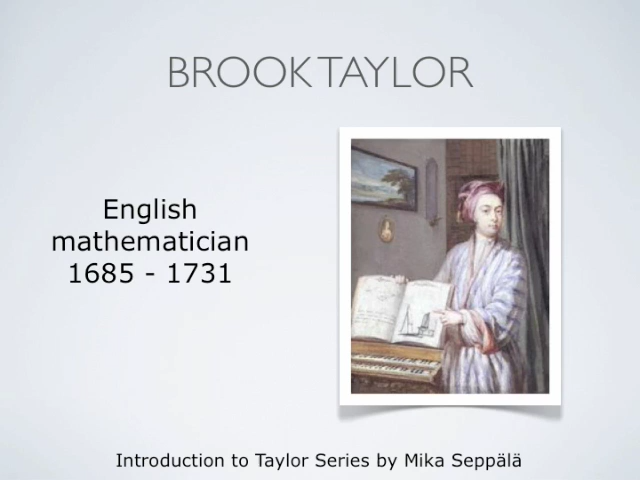 BROOK TAYLOR
English
mathematician
1685 - 1731
Introduction to Taylor Series by Mika Seppälä